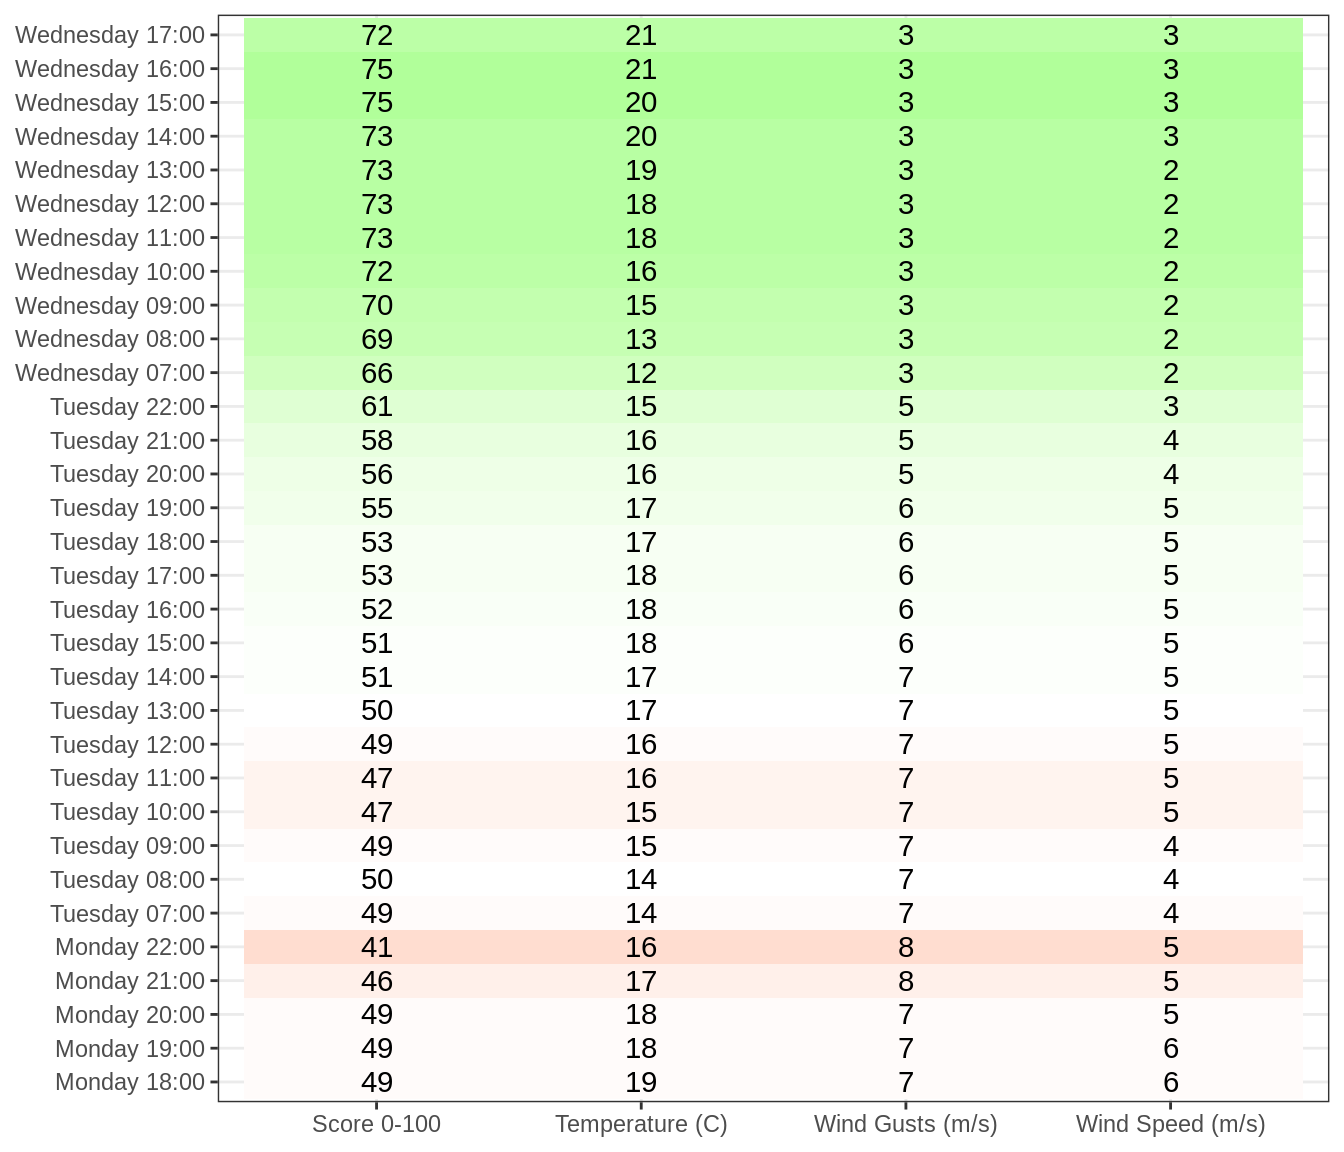 Wednesday 17:00 72 21 3 3
Wednesday 16:00 75 21 3 3
Wednesday 15:00 75 20 3 3
Wednesday 14:00 73 20 3 3
Wednesday 13:00 73 19 3 2
Wednesday 12:00 73 18 3 2
Wednesday 11:00 73 18 3 2
Wednesday 10:00 72 16 3 2
Wednesday 09:00 70 15 3 2
Wednesday 08:00 69 13 3 2
Wednesday 07:00 66 12 3 2
Tuesday 22:00 61 15 5 3
Tuesday 21:00 58 16 5 4
Tuesday 20:00 56 16 5 4
Tuesday 19:00 55 17 6 5
Tuesday 18:00 53 17 6 5
Tuesday 17:00 53 18 6 5
Tuesday 16:00 52 18 6 5
Tuesday 15:00 51 18 6 5
Tuesday 14:00 51 17 7 5
Tuesday 13:00 50 17 7 5
Tuesday 12:00 49 16 7 5
Tuesday 11:00 47 16 7 5
Tuesday 10:00 47 15 7 5
Tuesday 09:00 49 15 7 4
Tuesday 08:00 50 14 7 4
Tuesday 07:00 49 14 7 4
Monday 22:00 41 16 8 5
Monday 21:00 46 17 8 5
Monday 20:00 49 18 7 5
Monday 19:00 49 18 7 6
Monday 18:00 49 19 7 6
Score 0-100 Temperature (C) Wind Gusts (m/s) Wind Speed (m/s)